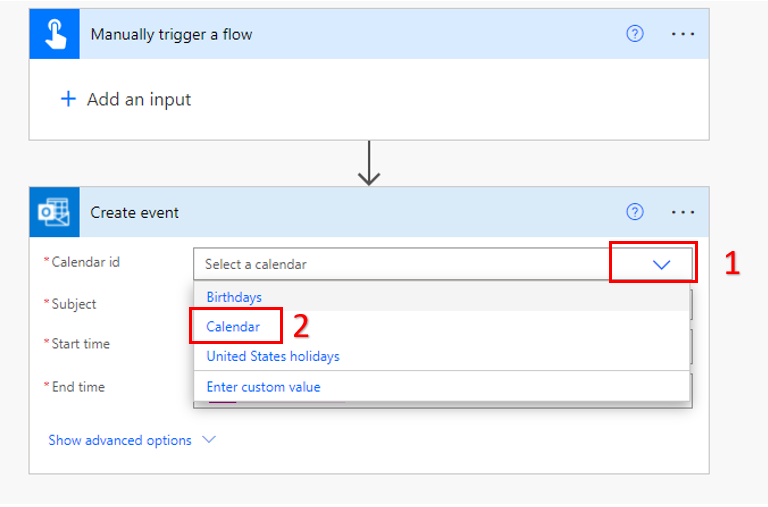 Manually trigger a flow
Add an input
Create event
*Calendar id
Select a calendar
1
Birthdays
*Subject
Calendar
2
*Start time
United States holidays
*End time
Enter custom value
Show advanced options